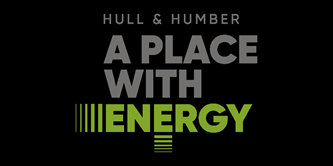 HULL & HUMBER
A PLACE
WITH
ENERGY